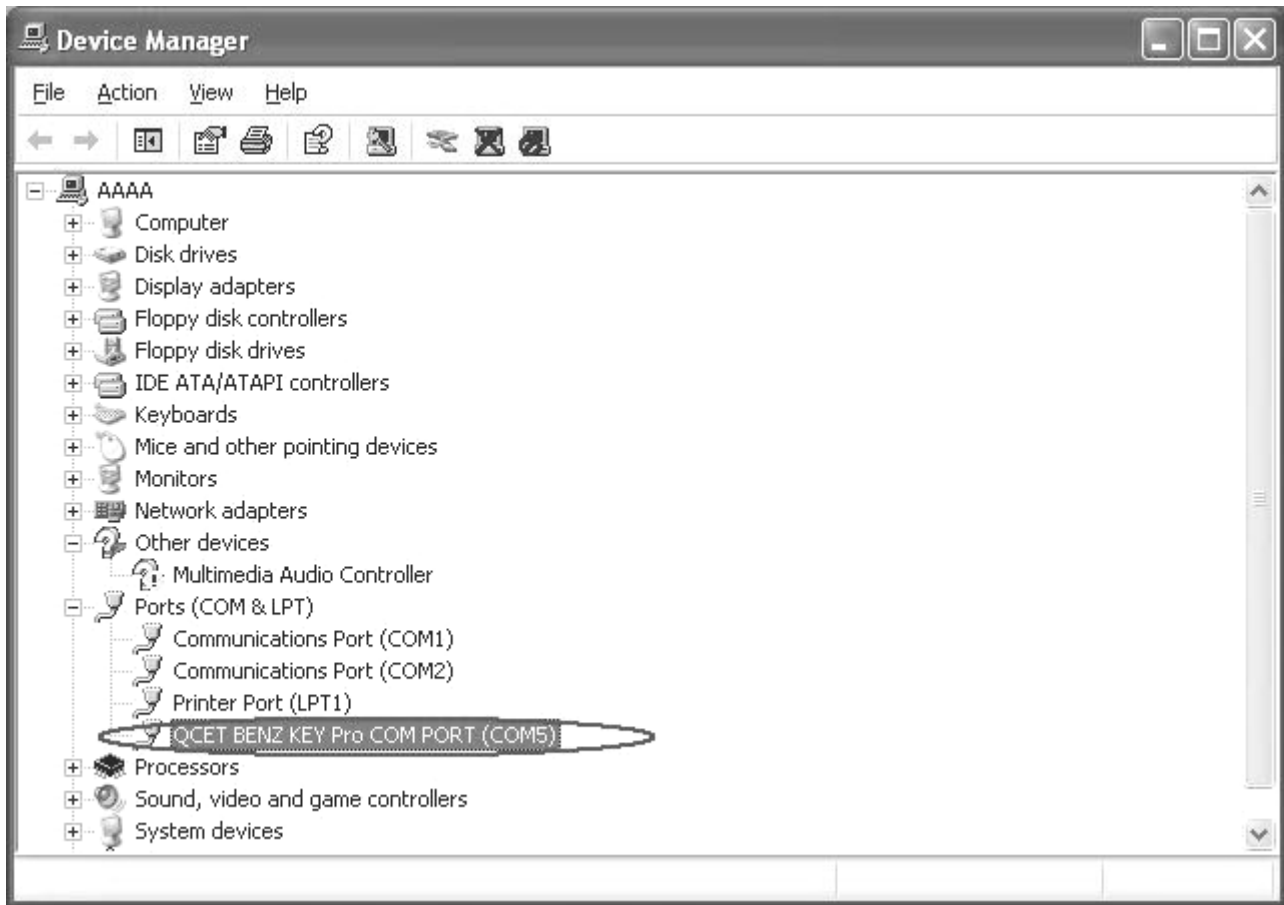 Device Manager
File Action View Help
AAAA
Computer
Disk drives
Display adapters
Floppy disk controllers
Floppy disk drives
IDE ATA/ATAPI controllers
Keyboards
Mice and other pointing devices
Monitors
Network adapters
Other devices
Multimedia Audio Controller
Ports (COM & LPT)
Communications Port (COM1)
Communications Port (COM2)
Printer Port (LPT1)
QCET BENZ KEY Pro COM PORT (COM5)
Processors
Sound, video and game controllers
System devices